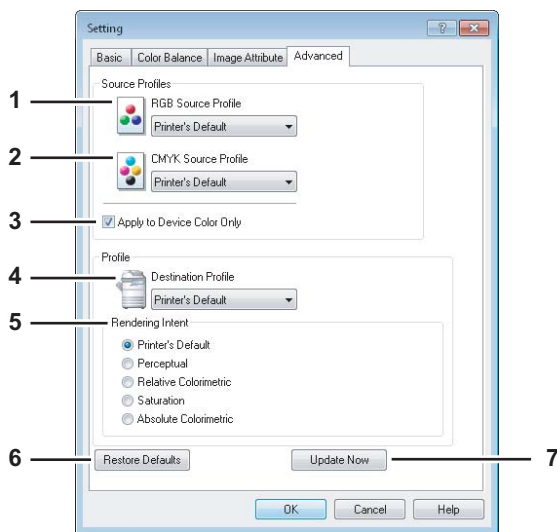 Setting
Basic Color Balance Image Attribute Advanced
Source Profiles
1
RGB Source Profile
Printer's Default
2
CMYK Source Profile
Printer's Default
3
Apply to Device Color Only
Profile
4
Destination Profile
Printer's Default
5
Rendering Intent
Printer's Default
Perceptual
Relative Colorimetric
Saturation
Absolute Colorimetric
6
Restore Defaults
Update Now
7
OK Cancel Help